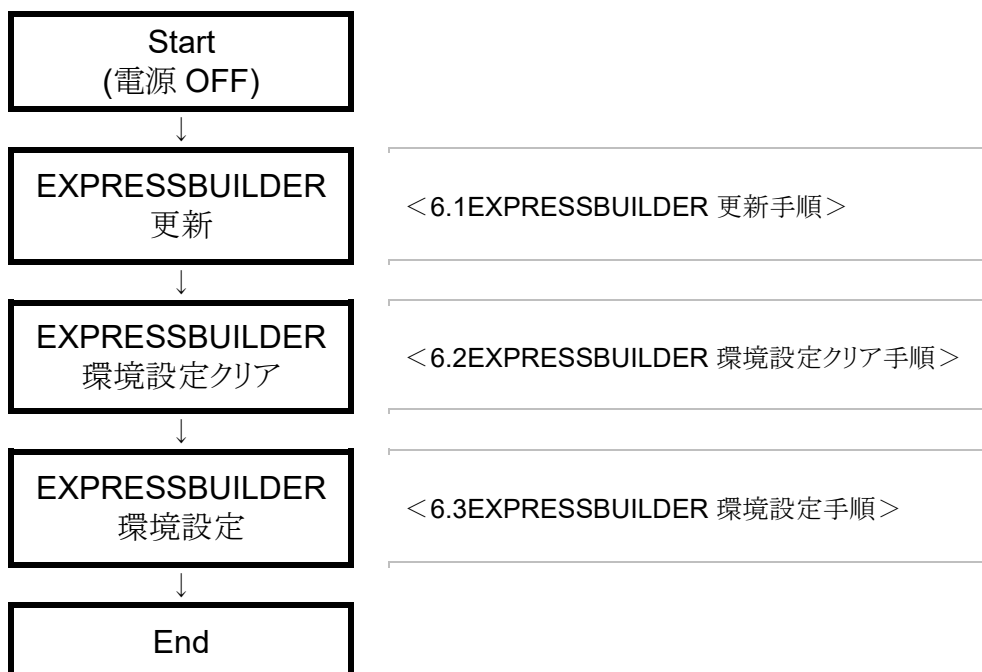 Start
(電源 OFF)
↓
EXPRESSBUILDER
更新
＜6.1EXPRESSBUILDER 更新手順＞
↓
EXPRESSBUILDER
環境設定クリア
＜6.2EXPRESSBUILDER 環境設定クリア手順＞
↓
EXPRESSBUILDER
環境設定
＜6.3EXPRESSBUILDER 環境設定手順＞
↓
End